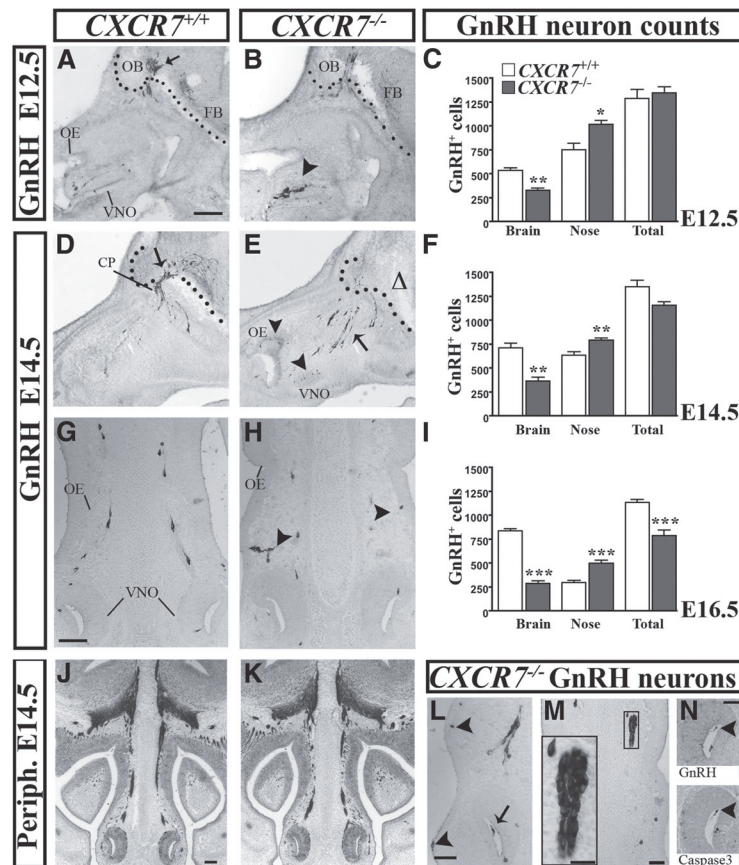 CXCR7+/+
CXCR7-/-
GnRH neuron counts
GnRH E12.5
A
OB
OE
VNO
B
OB
FB
FB
C
1500
1250
1000
750
500
250
0
GnRH+ cells
CXCR7+/+
CXCR7-/-
**
*
Brain
Nose
Total
E12.5
GnRH E14.5
D
CP
E
Δ
OE
VNO
F
1500
1250
1000
750
500
250
0
GnRH+ cells
**
**
Brain
Nose
Total
E14.5
G
OE
VNO
H
OE
I
1500
1250
1000
750
500
250
0
GnRH+ cells
***
***
***
Brain
Nose
Total
E16.5
Periph. E14.5
J
K
CXCR7-/- GnRH neurons
L
M
N
GnRH
Caspase3